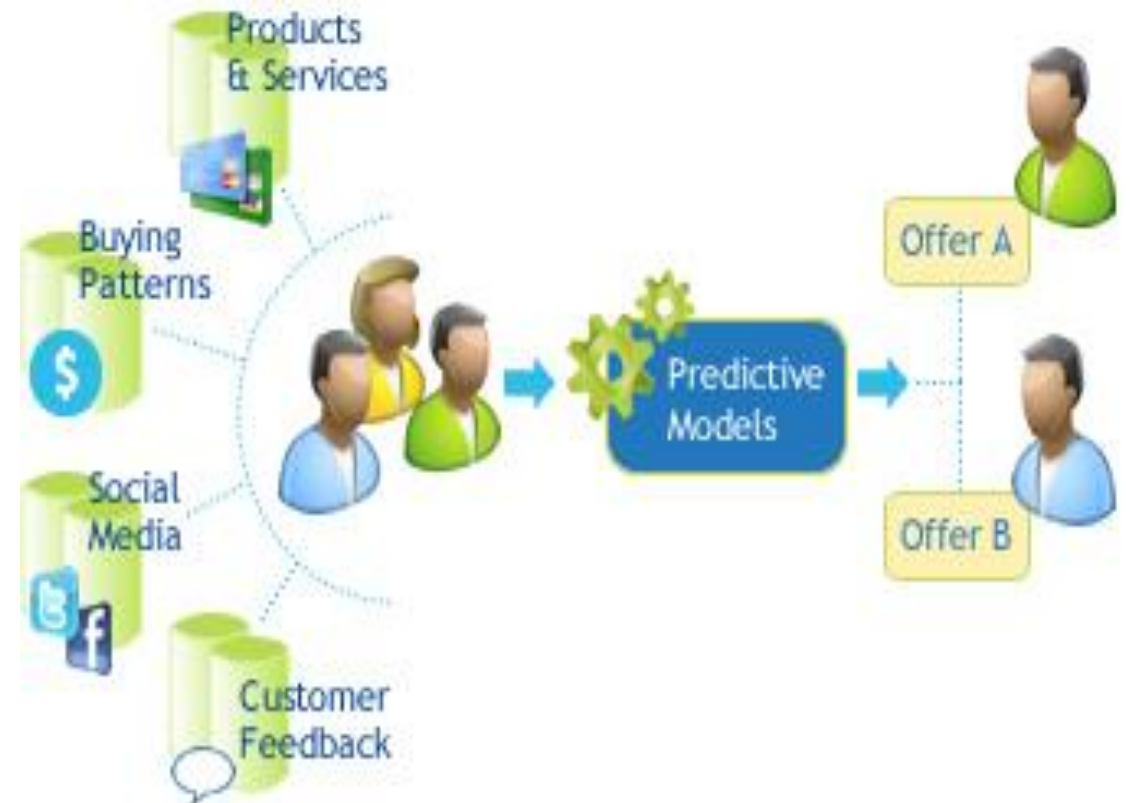 Products
& Services
Buying
Patterns
$
Social
Media
t
f
Customer
Feedback
Predictive
Models
Offer A
Offer B